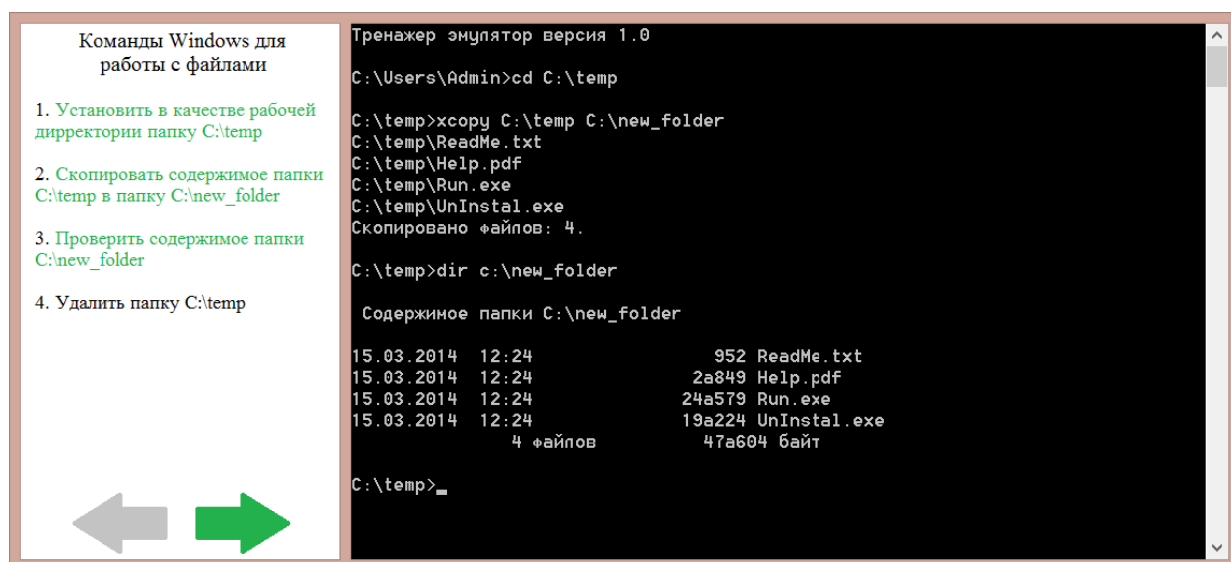 Команды Windows для
работы с файлами
1. Установить в качестве рабочей
дирректории папку C:\temp
2. Скопировать содержимое папки
C:\temp в папку C:\new_folder
3. Проверить содержимое папки
C:\new_folder
4. Удалить папку C:\temp
Тренажер эмулятор версия 1.0
C:\Users\Admin>cd C:\temp
C:\temp>xcopy C:\temp C:\new_folder
C:\temp\ReadMe.txt
C:\temp\Help.pdf
C:\temp\Run.exe
C:\temp\UnInstal.exe
Скопировано файлов: 4.
C:\temp>dir c:\new_folder
Содержиное папки C:\new_folder
15.03.2014 12:24 952 ReadMe.txt
15.03.2014 12:24 2a849 Help.pdf
15.03.2014 12:24 24a579 Run.exe
15.03.2014 12:24 19a224 UnInstal.exe
4 файлов 47a604 байт
C:\temp>_